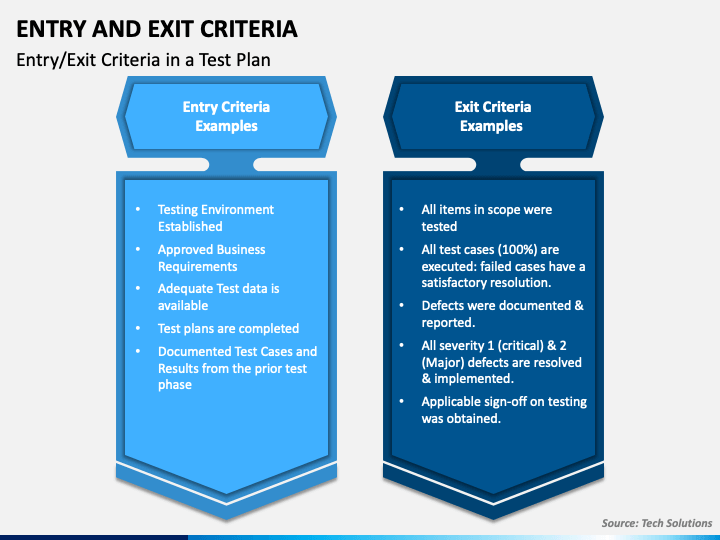 ENTRY AND EXIT CRITERIA
Entry/Exit Criteria in a Test Plan
Entry Criteria
Examples
• Testing Environment
Established
• Approved Business
Requirements
• Adequate Test data is
available
• Test plans are completed
• Documented Test Cases and
Results from the prior test
phase
Exit Criteria
Examples
• All items in scope were
tested
• All test cases (100%) are
executed: failed cases have a
satisfactory resolution.
• Defects were documented &
reported.
• All severity 1 (critical) & 2
(Major) defects are resolved
& implemented.
• Applicable sign-off on testing
was obtained.
Source: Tech Solutions